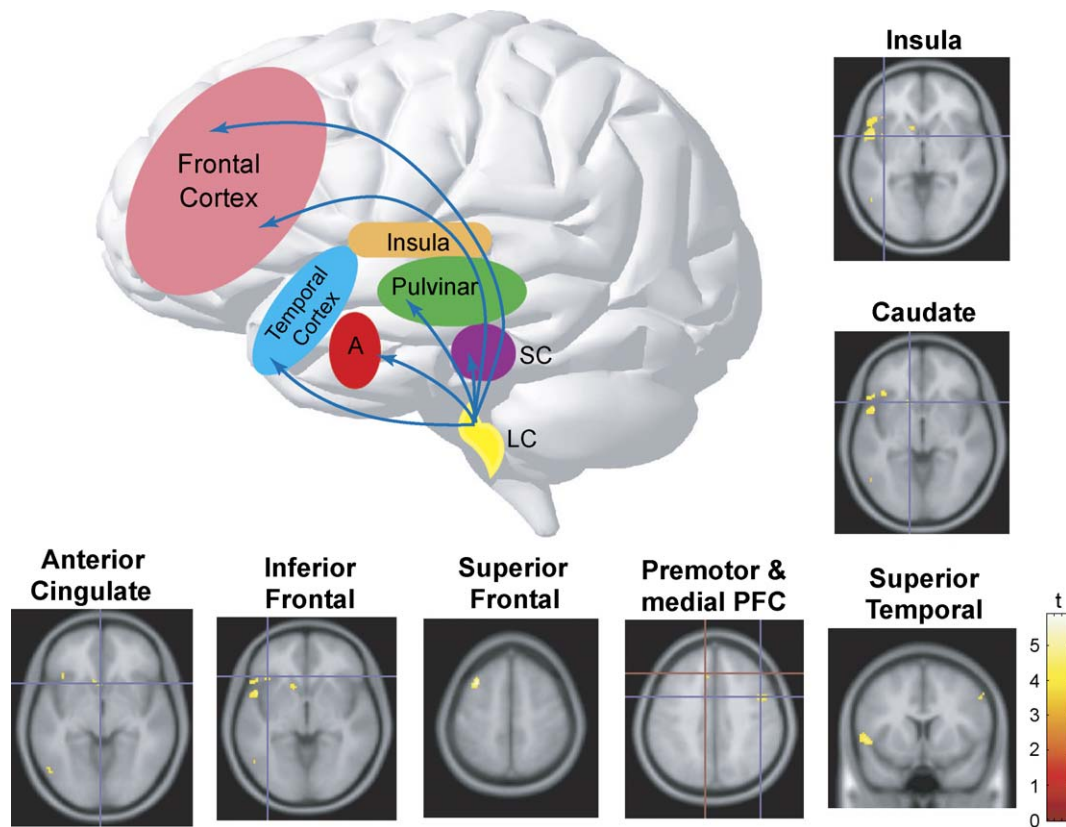 Frontal
Cortex
Insula
Pulvinar
Temporal
Cortex
A
SC
LC
Insula
Caudate
Anterior
Cingulate
Inferior
Frontal
Superior
Frontal
Premotor &
medial PFC
Superior
Temporal
t
5
4
3
2
1
0